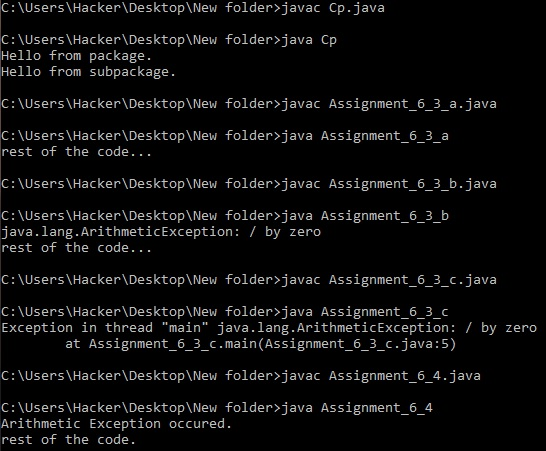 C:\Users\Hacker\Desktop\New folder>javac Cp.java
C:\Users\Hacker\Desktop\New folder>java Cp
Hello from package.
Hello from subpackage.
C:\Users\Hacker\Desktop\New folder>javac Assignment_6_3_a.java
C:\Users\Hacker\Desktop\New folder>java Assignment_6_3_a
rest of the code...
C:\Users\Hacker\Desktop\New folder>javac Assignment_6_3_b.java
C:\Users\Hacker\Desktop\New folder>java Assignment_6_3_b
java.lang.ArithmeticException: / by zero
rest of the code...
C:\Users\Hacker\Desktop\New folder>javac Assignment_6_3_c.java
C:\Users\Hacker\Desktop\New folder>java Assignment_6_3_c
Exception in thread "main" java.lang.ArithmeticException: / by zero
at Assignment_6_3_c.main(Assignment_6_3_c.java:5)
C:\Users\Hacker\Desktop\New folder>javac Assignment_6_4.java
C:\Users\Hacker\Desktop\New folder>java Assignment_6_4
Arithmetic Exception occured.
rest of the code.